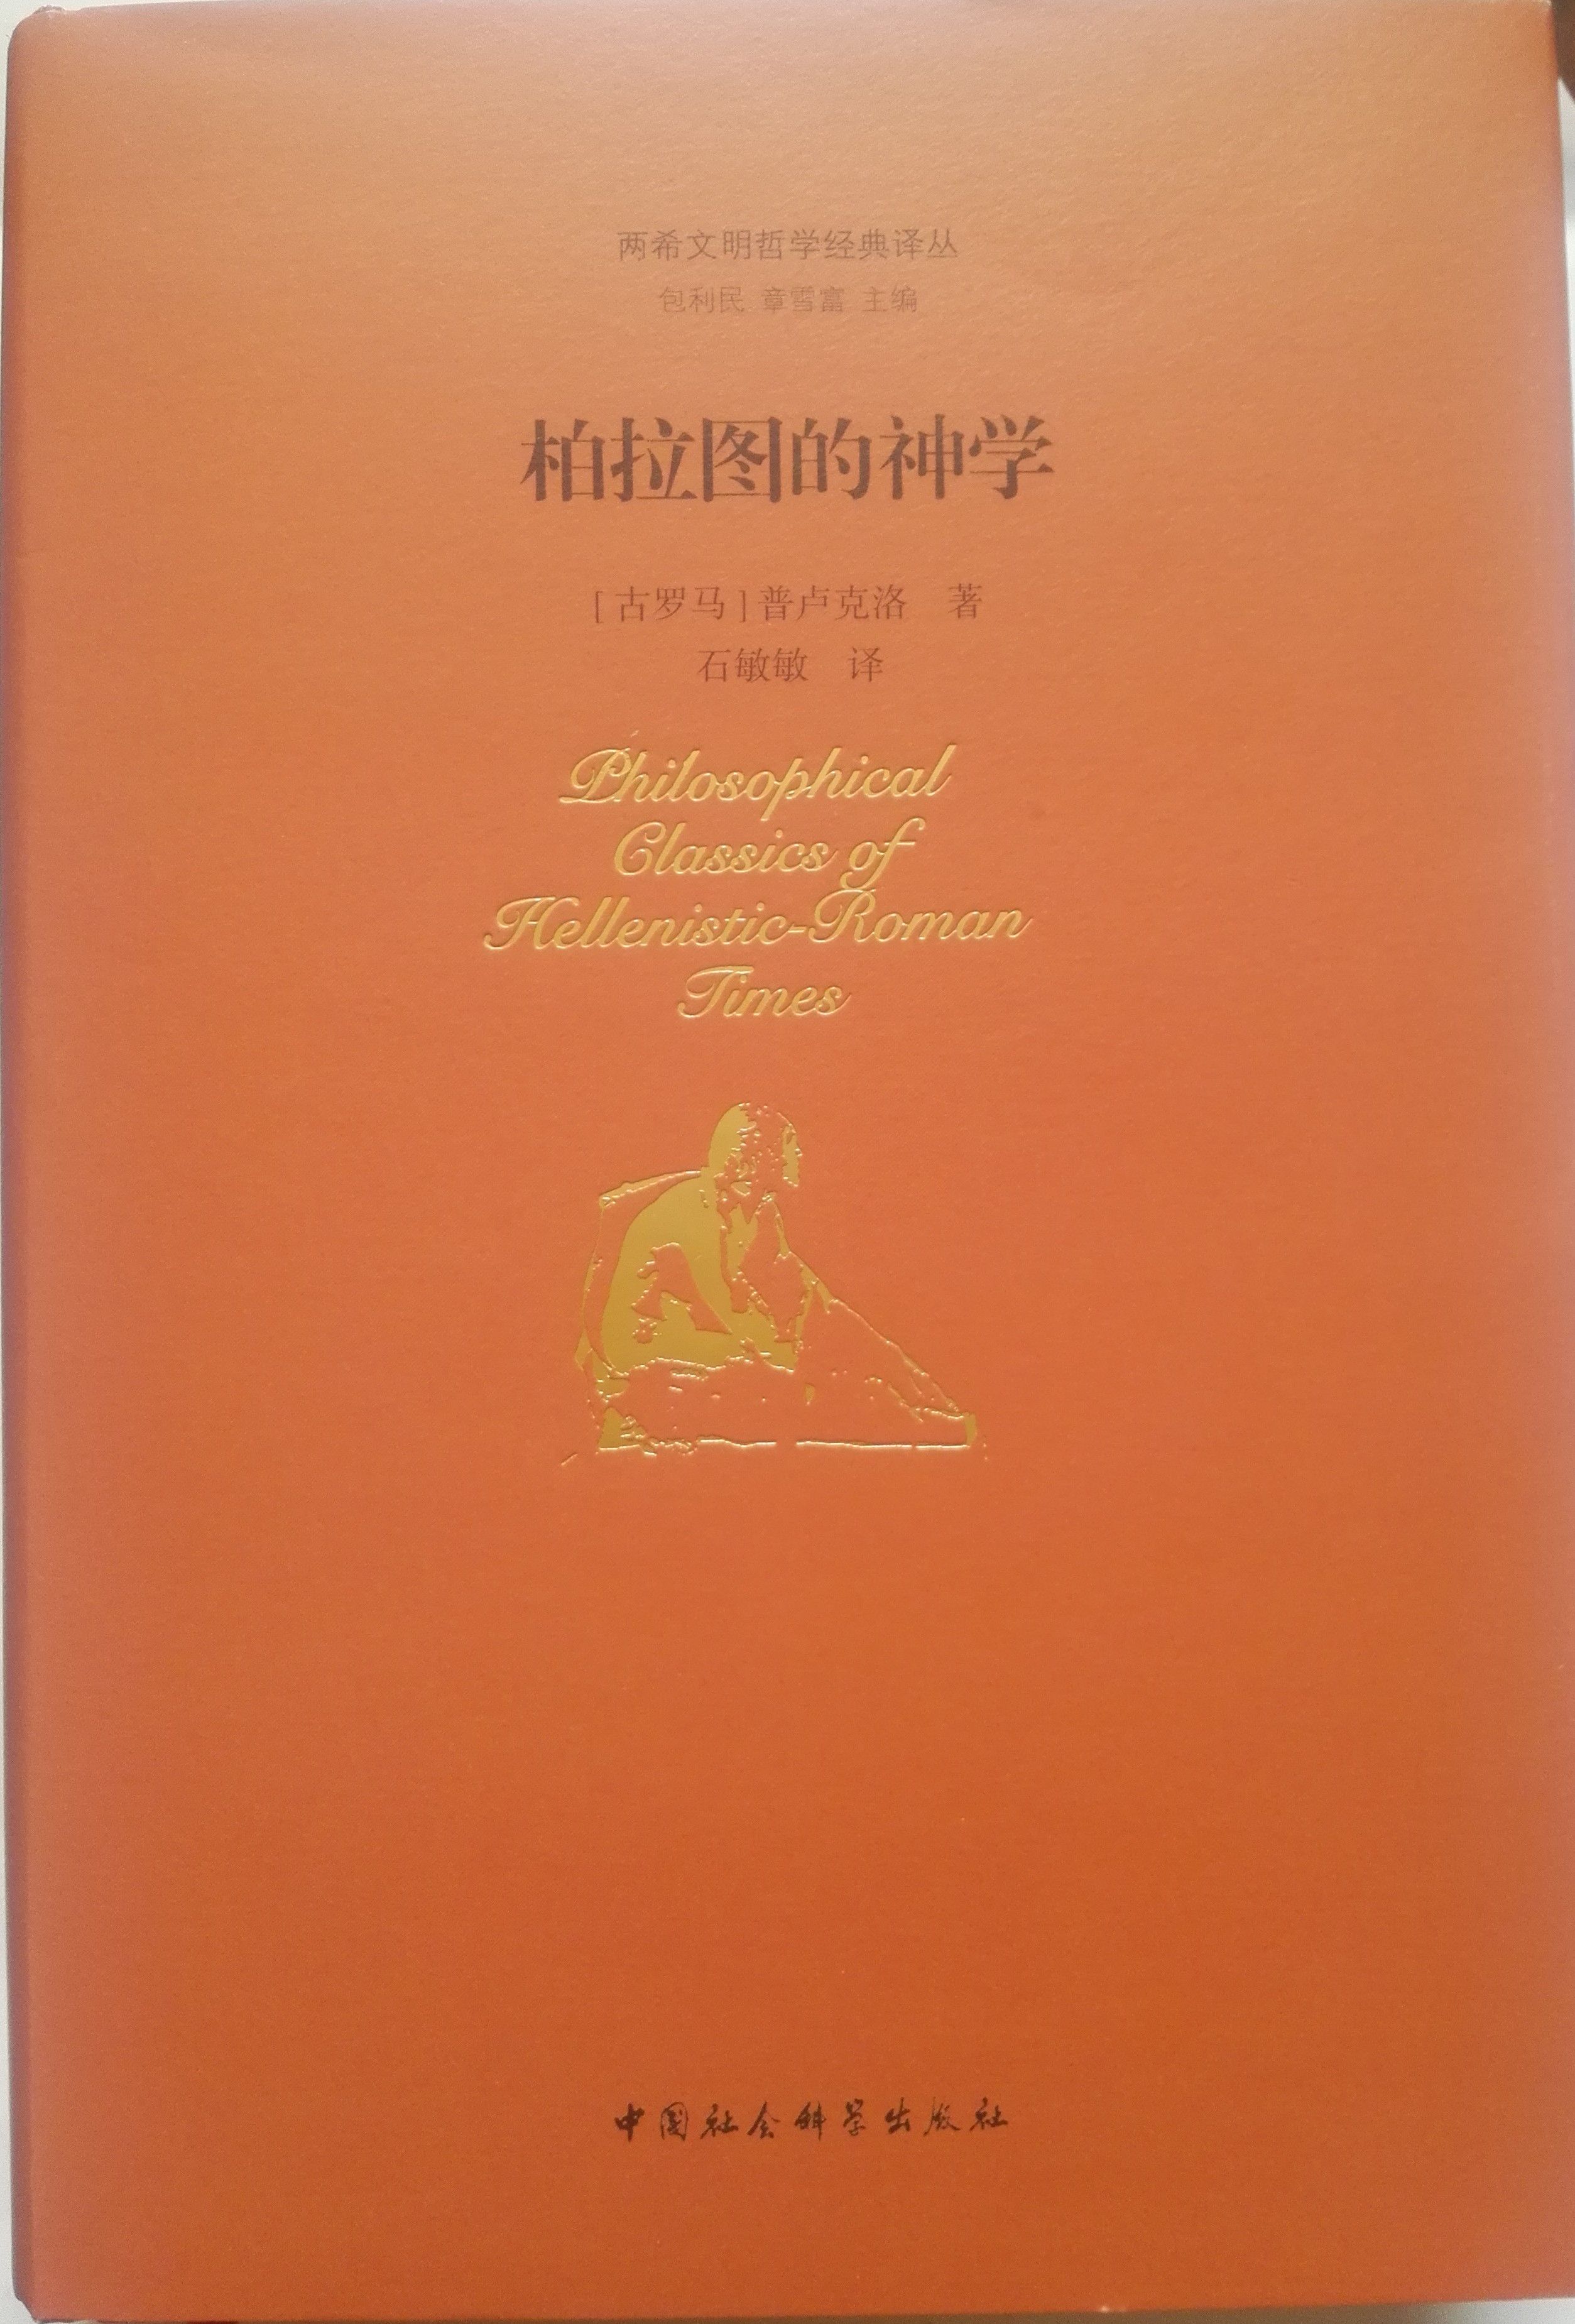 两希文明哲学经典译丛
包利民 章雪富 主编
柏拉图的神学
[古罗马]普卢克洛 著
石敏敏 译
Philosophical
Classics of
Hellenistic-Roman
Times
中国社会科学出版社